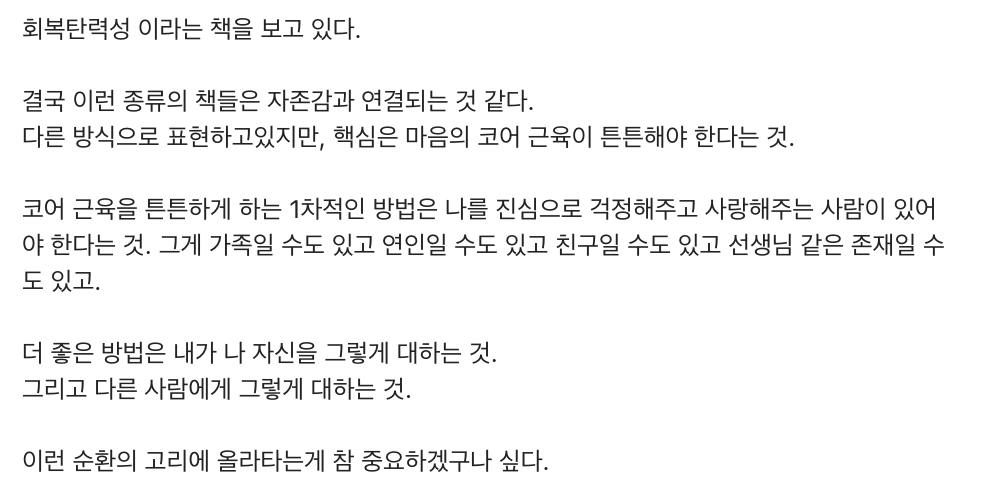 회복탄력성 이라는 책을 보고 있다.
결국 이런 종류의 책들은 자존감과 연결되는 것 같다.
다른 방식으로 표현하고있지만, 핵심은 마음의 코어 근육이 튼튼해야 한다는 것.
코어 근육을 튼튼하게 하는 1차적인 방법은 나를 진심으로 걱정해주고 사랑해주는 사람이 있어
야 한다는 것. 그게 가족일 수도 있고 연인일 수도 있고 친구일 수도 있고 선생님 같은 존재일 수
도 있고.
더 좋은 방법은 내가 나 자신을 그렇게 대하는 것.
그리고 다른 사람에게 그렇게 대하는 것.
이런 순환의 고리에 올라타는게 참 중요하겠구나 싶다.